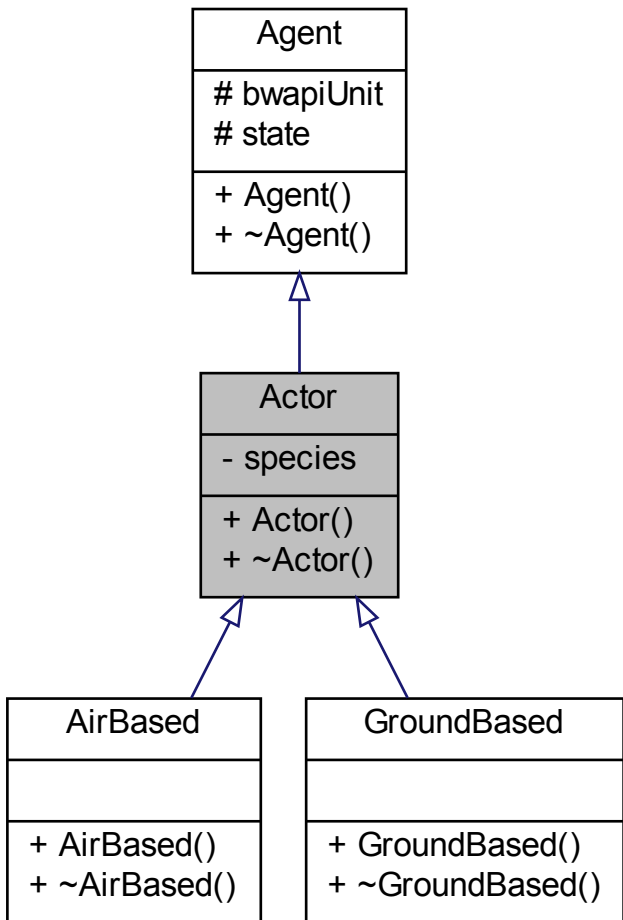 Agent
# bwapiUnit
# state
+ Agent()
+ ~Agent()
Actor
- species
+ Actor()
+ ~Actor()
AirBased
+ AirBased()
+ ~AirBased()
GroundBased
+ GroundBased()
+ ~GroundBased()